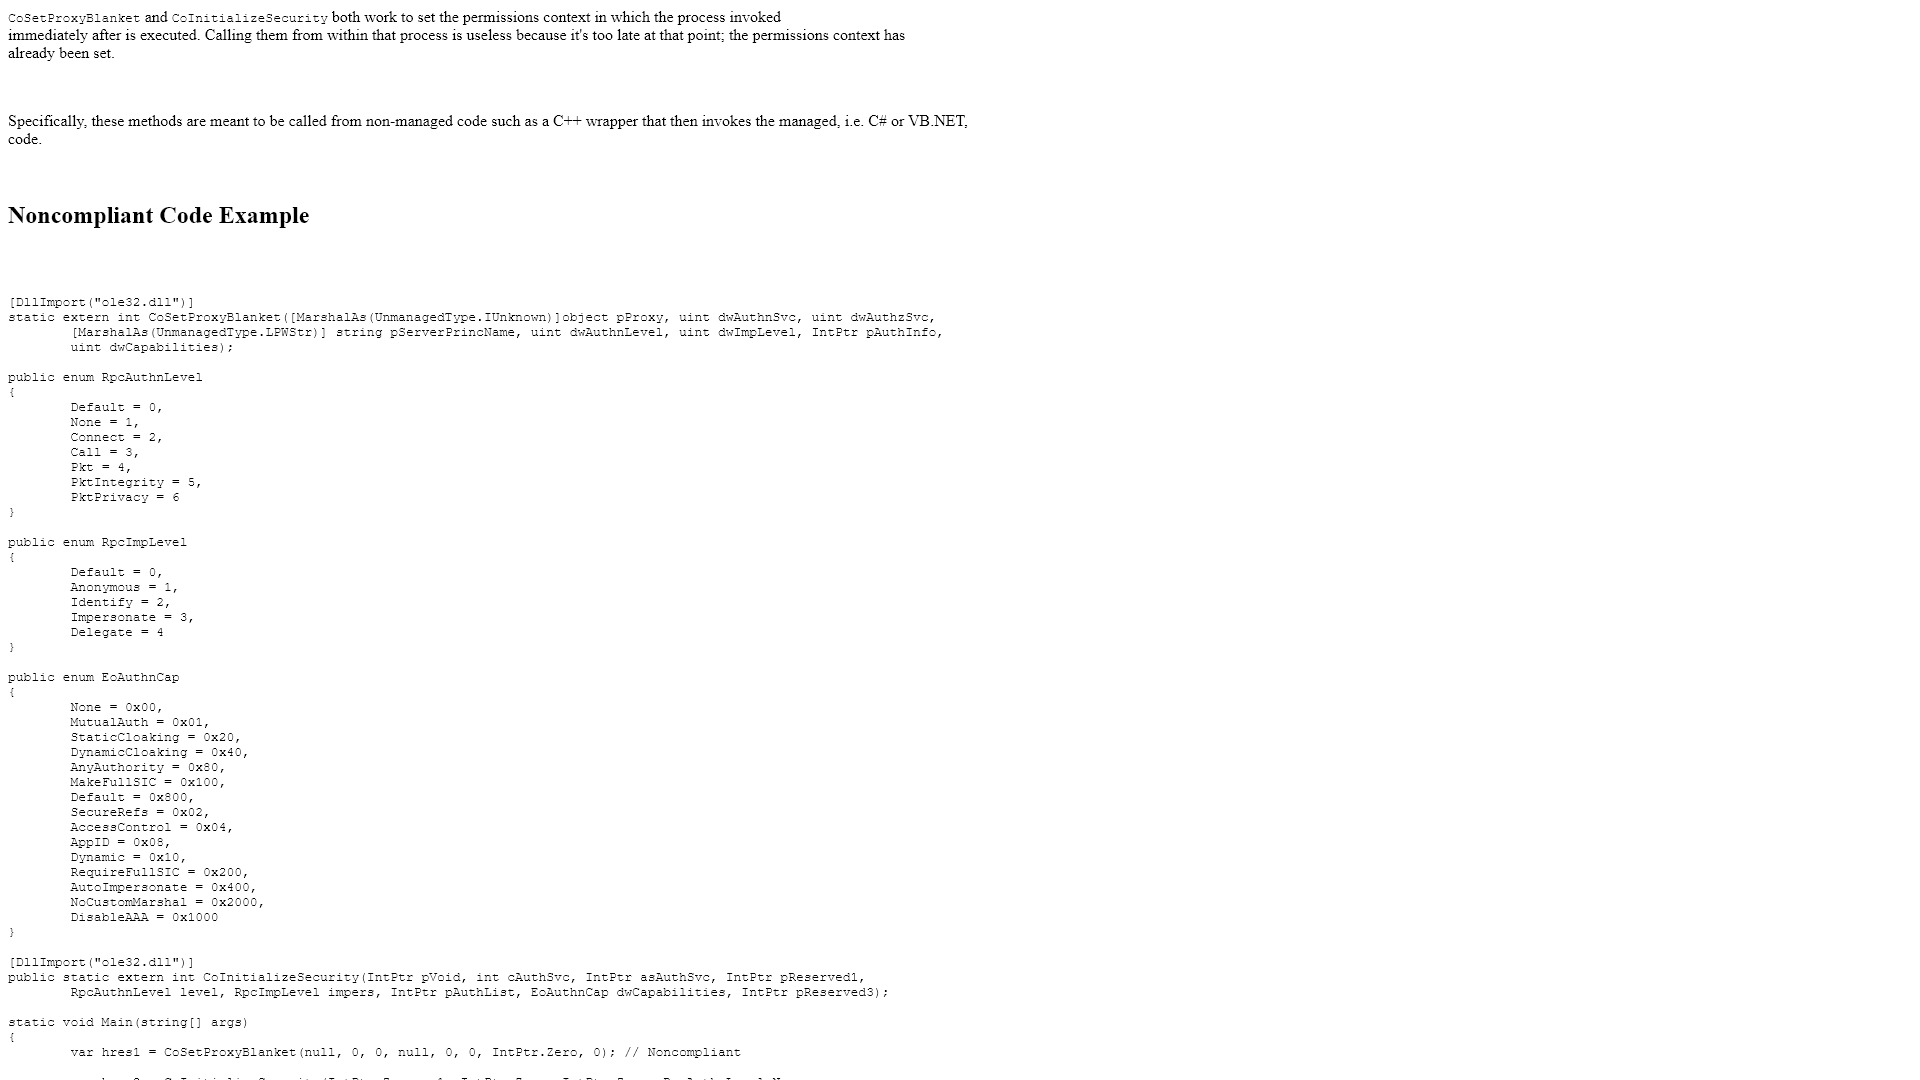 CoSetProxyBlanket and CoInitializeSecurity both work to set the permissions context in which the process invoked
immediately after is executed. Calling them from within that process is useless because it's too late at that point; the permissions context has
already been set.
Specifically, these methods are meant to be called from non-managed code such as a C++ wrapper that then invokes the managed, i.e. C# or VB.NET,
code.
Noncompliant Code Example
[DllImport("ole32.dll")]
static extern int CoSetProxyBlanket([MarshalAs(UnmanagedType.IUnknown)]object pProxy, uint dwAuthnSvc, uint dwAuthzSvc,
        [MarshalAs(UnmanagedType.LPWStr)] string pServerPrincName, uint dwAuthnLevel, uint dwImpLevel, IntPtr pAuthInfo,
        uint dwCapabilities);
public enum RpcAuthnLevel
{
        Default = 0,
        None = 1,
        Connect = 2,
        Call = 3,
        Pkt = 4,
        PktIntegrity = 5,
        PktPrivacy = 6
}
public enum RpcImpLevel
{
        Default = 0,
        Anonymous = 1,
        Identify = 2,
        Impersonate = 3,
        Delegate = 4
}
public enum EoAuthnCap
{
        None = 0x00,
        MutualAuth = 0x01,
        StaticCloaking = 0x20,
        DynamicCloaking = 0x40,
        AnyAuthority = 0x80,
        MakeFullSIC = 0x100,
        Default = 0x800,
        SecureRefs = 0x02,
        AccessControl = 0x04,
        AppID = 0x08,
        Dynamic = 0x10,
        RequireFullSIC = 0x200,
        AutoImpersonate = 0x400,
        NoCustomMarshal = 0x2000,
        DisableAAA = 0x1000
}
[DllImport("ole32.dll")]
public static extern int CoInitializeSecurity(IntPtr pVoid, int cAuthSvc, IntPtr asAuthSvc, IntPtr pReserved1,
        RpcAuthnLevel level, RpcImpLevel impers, IntPtr pAuthList, EoAuthnCap dwCapabilities, IntPtr pReserved3);
static void Main(string[] args)
{
        var hres1 = CoSetProxyBlanket(null, 0, 0, null, 0, 0, IntPtr.Zero, 0); // Noncompliant